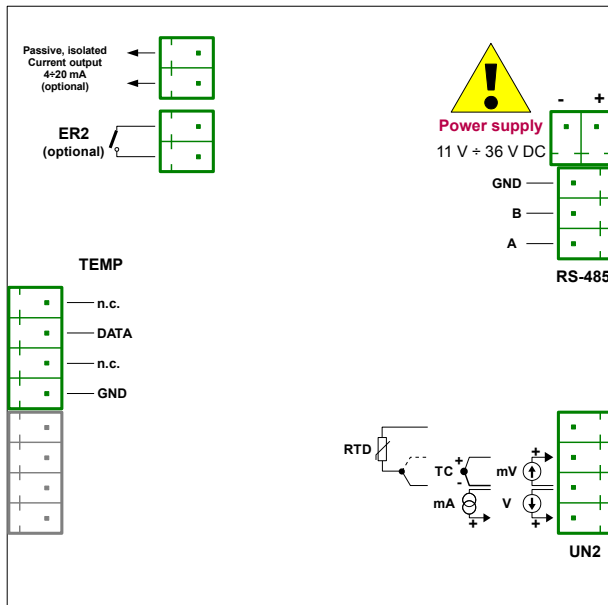 Passive, isolated
Current output
4÷20 mA
(optional)
ER2
(optional)
- +
Power supply
11 V ÷ 36 V DC
GND
B
A
RS-485
TEMP
n.c.
DATA
n.c.
GND
RTD
+
TC
-
mV
+
mA
+
V
+
UN2